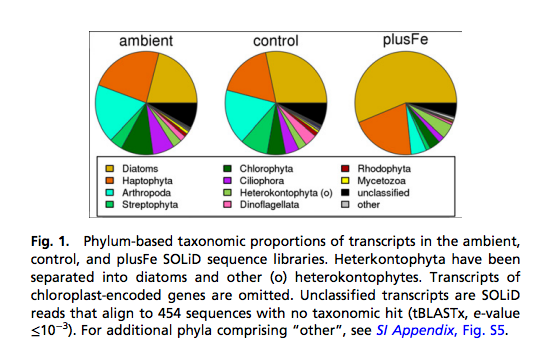 ambient control plusFe
Diatoms Chlorophyta Rhodophyta
Haptophyta Ciliophora Mycetozoa
Arthropoda Heterokontophyta (o) unclassified
Streptophyta Dinoflagellata other
Fig. 1. Phylum-based taxonomic proportions of transcripts in the ambient,
control, and plusFe SOLiD sequence libraries. Heterkontophyta have been
separated into diatoms and other (o) heterokontophytes. Transcripts of
chloroplast-encoded genes are omitted. Unclassified transcripts are SOLiD
reads that align to 454 sequences with no taxonomic hit (tBLASTx, e-value
≤10⁻³). For additional phyla comprising “other”, see SI Appendix, Fig. S5.